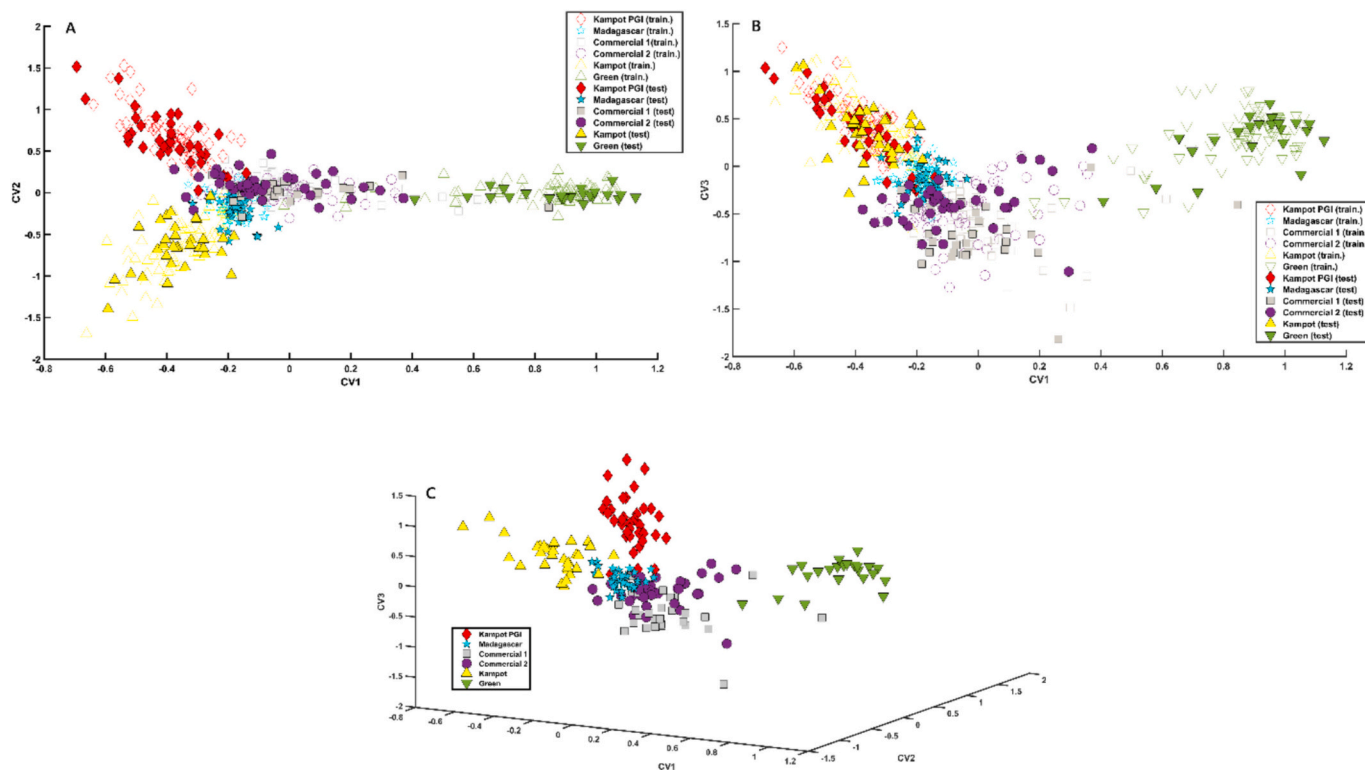 A
Kampot PGI (train.)
Madagascar (train.)
Commercial 1(train.)
Commercial 2 (train.)
Kampot (train.)
Green (train.)
Kampot PGI (test)
Madagascar (test)
Commercial 1 (test)
Commercial 2 (test)
Kampot (test)
Green (test)
2
1.5
1
0.5
0
-0.5
-1
-1.5
-2
CV2
-0.8 -0.6 -0.4 -0.2 0 0.2 0.4 0.6 0.8 1 1.2
CV1
B
1.5
1
0.5
0
-0.5
-1
-1.5
-2
CV3
Kampot PGI (train.)
Madagascar (train.)
Commercial 1 (train.
Commercial 2 (train.
Kampot (train.)
Green (train.)
Kampot PGI (test)
Madagascar (test)
Commercial 1 (test)
Commercial 2 (test)
Kampot (test)
Green (test)
-0.8 -0.6 -0.4 -0.2 0 0.2 0.4 0.6 0.8 1 1.2
CV1
C
1.5
1
0.5
0
-0.5
-1
-1.5
-2
CV3
Kampot PGI
Madagascar
Commercial 1
Commercial 2
Kampot
Green
-0.8 -0.6 -0.4 -0.2 0 0.2 0.4 0.6 0.8 1 1.2
CV1
-1.5 -1 -0.5 0 0.5 1 1.5 2
CV2